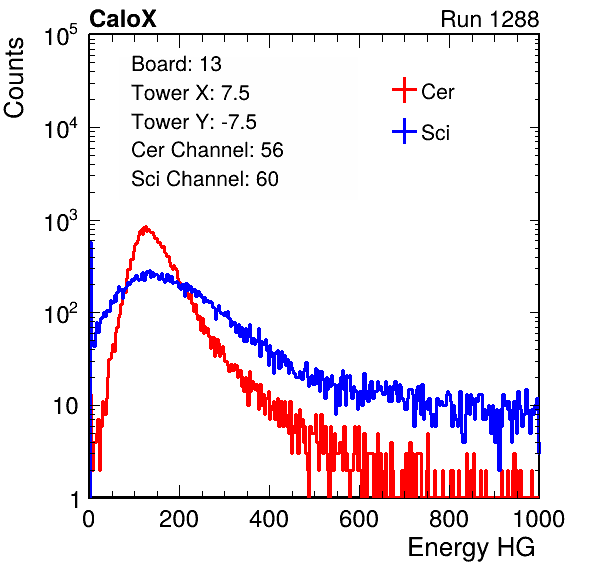 CaloX Run 1288
Counts
10^5
10^4
10^3
10^2
10
1
Board: 13
Tower X: 7.5
Tower Y: -7.5
Cer Channel: 56
Sci Channel: 60
Cer
Sci
0 200 400 600 800 1000
Energy HG